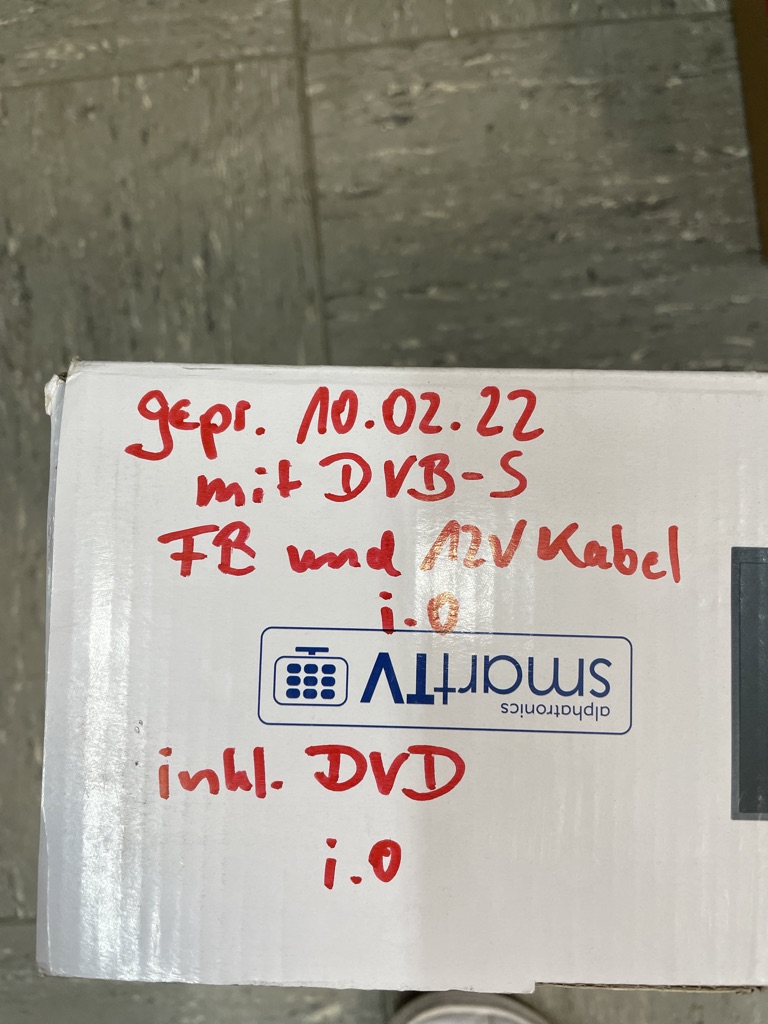 gepr. 10.02.22
mit DVB-S
FB und 12V Kabel
i.O
alphatronics
smartTV
inkl. DVD
i.O